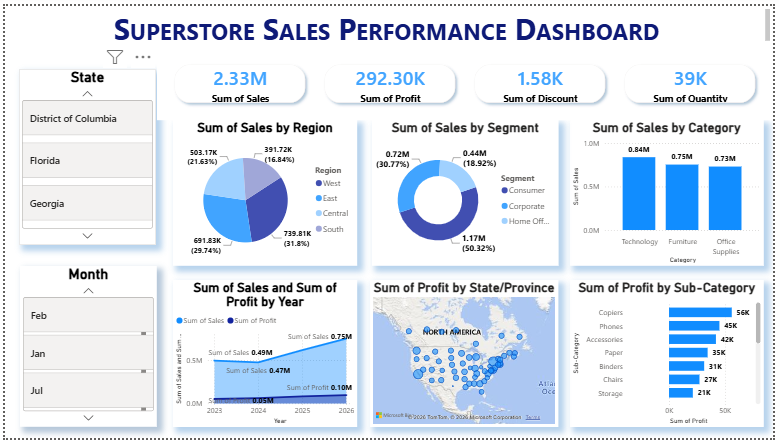 SUPERSTORE SALES PERFORMANCE DASHBOARD
State
District of Columbia
Florida
Georgia
2.33M
Sum of Sales
292.30K
Sum of Profit
1.58K
Sum of Discount
39K
Sum of Quantity
Sum of Sales by Region
503.17K
(21.63%)
391.72K
(16.84%)
691.83K
(29.74%)
739.81K
(31.8%)
Region
West
East
Central
South
Sum of Sales by Segment
0.72M
(30.77%)
0.44M
(18.92%)
1.17M
(50.32%)
Segment
Consumer
Corporate
Home Off...
Sum of Sales by Category
Sum of Sales
1.0M
0.5M
0.0M
0.84M
0.75M
0.73M
Technology
Furniture
Office
Supplies
Category
Month
Feb
Jan
Jul
Sum of Sales and Sum of
Profit by Year
Sum of Sales
Sum of Profit
Sum of Sales and Sum ...
0.5M
0.0M
Sum of Sales 0.49M
Sum of Sales 0.47M
Sum of Sales 0.75M
Sum of Profit 0.05M
Sum of Profit 0.10M
2023
2024
2025
2026
Year
Sum of Profit by State/Province
NORTH AMERICA
Atla
Oce
© 2026 TomTom, © 2026 Microsoft Corporation
Terms
Sum of Profit by Sub-Category
Sub-Category
Copiers
56K
Phones
45K
Accessories
42K
Paper
35K
Binders
31K
Chairs
27K
Storage
21K
0K
50K
Sum of Profit